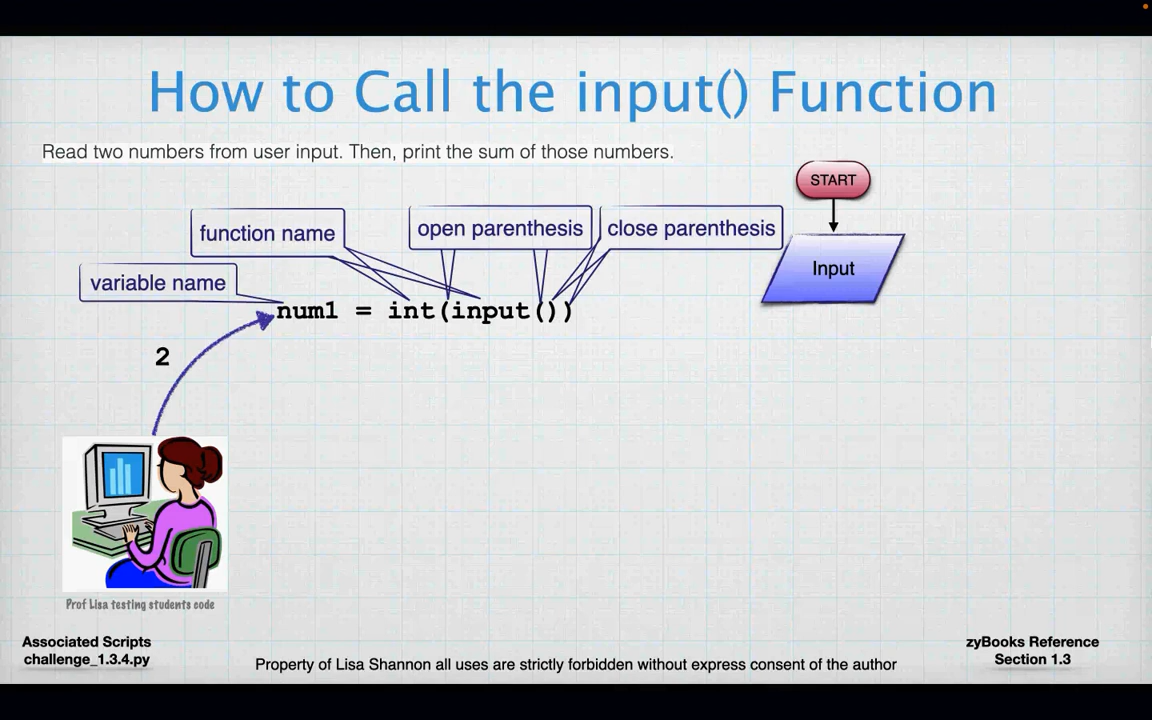 How to Call the input() Function
Read two numbers from user input. Then, print the sum of those numbers.
START
function name
open parenthesis
close parenthesis
Input
variable name
num1 = int(input())
2
Prof Lisa testing students code
Associated Scripts
challenge_1.3.4.py
Property of Lisa Shannon all uses are strictly forbidden without express consent of the author
zyBooks Reference
Section 1.3